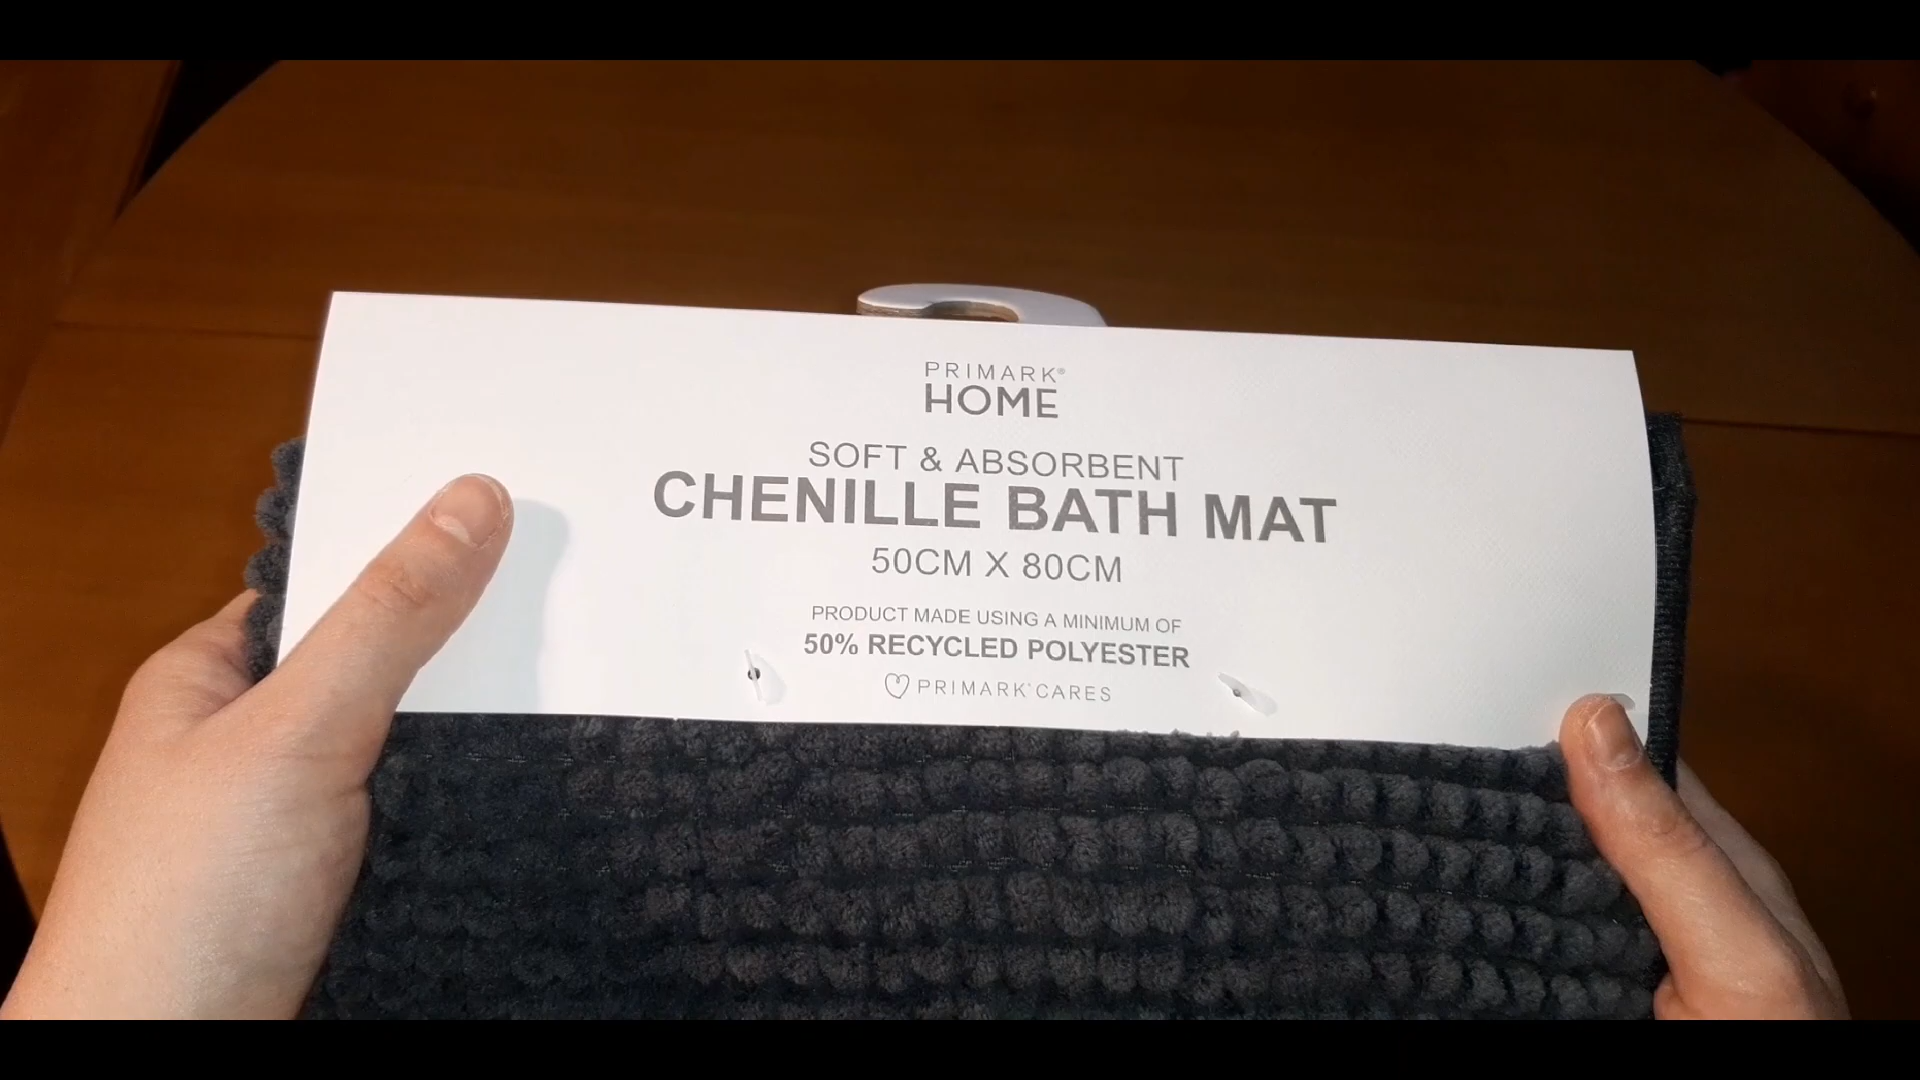 PRIMARK®
HOME
SOFT & ABSORBENT
CHENILLE BATH MAT
50CM X 80CM
PRODUCT MADE USING A MINIMUM OF
50% RECYCLED POLYESTER
PRIMARK® CARES